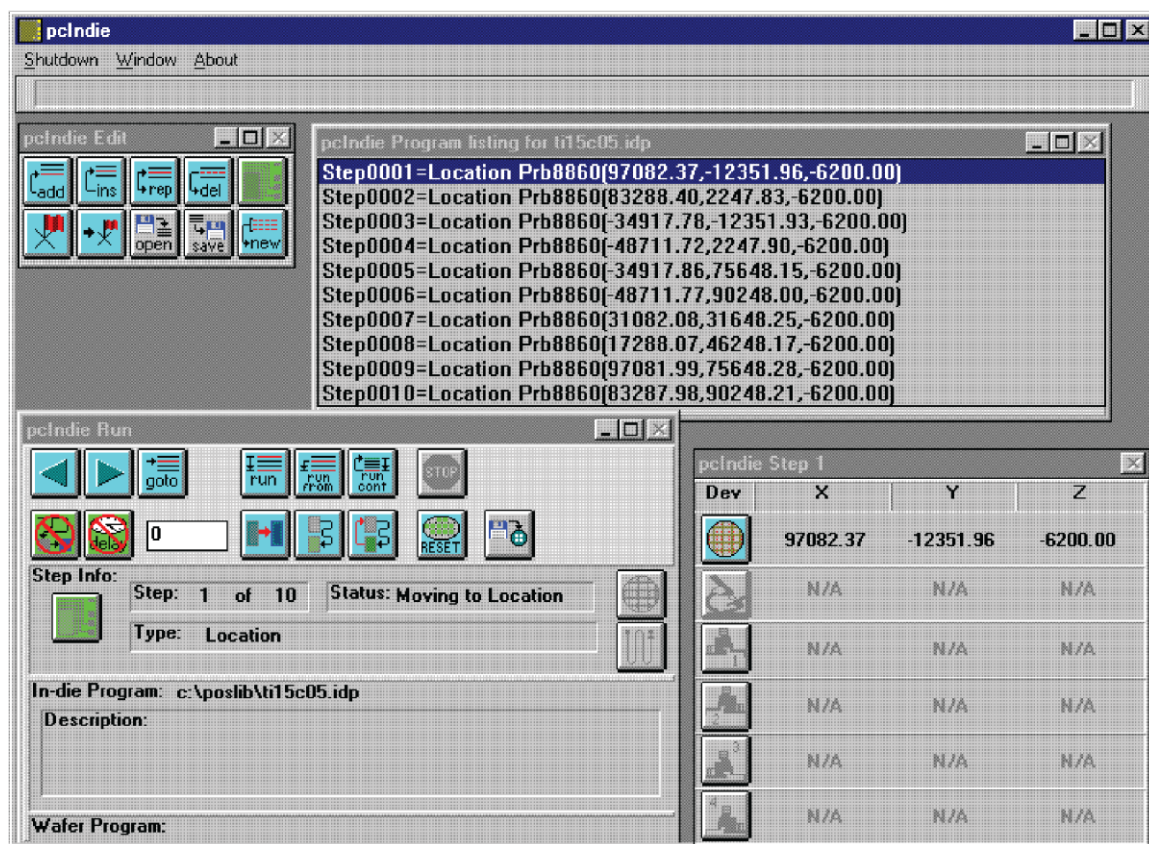 pcIndie
Shutdown Window About
pcIndie Edit
add ins rep del
open save new
pcIndie Program listing for ti15c05.idp
Step0001=Location Prb8860(97082.37,-12351.96,-6200.00)
Step0002=Location Prb8860(83288.40,2247.83,-6200.00)
Step0003=Location Prb8860(-34917.78,-12351.93,-6200.00)
Step0004=Location Prb8860(-48711.72,2247.90,-6200.00)
Step0005=Location Prb8860(-34917.86,75648.15,-6200.00)
Step0006=Location Prb8860(-48711.77,90248.00,-6200.00)
Step0007=Location Prb8860(31082.08,31648.25,-6200.00)
Step0008=Location Prb8860(17288.07,46248.17,-6200.00)
Step0009=Location Prb8860(97081.99,75648.28,-6200.00)
Step0010=Location Prb8860(83287.98,90248.21,-6200.00)
pcIndie Run
goto run run from run cont STOP
delay 0 RESET
Step Info:
Step: 1 of 10 Status: Moving to Location
Type: Location
In-die Program: c:\poslib\ti15c05.idp
Description:
Wafer Program:
pcIndie Step 1
Dev X Y Z
97082.37 -12351.96 -6200.00
N/A N/A N/A
1 N/A N/A N/A
2 N/A N/A N/A
3 N/A N/A N/A
4 N/A N/A N/A